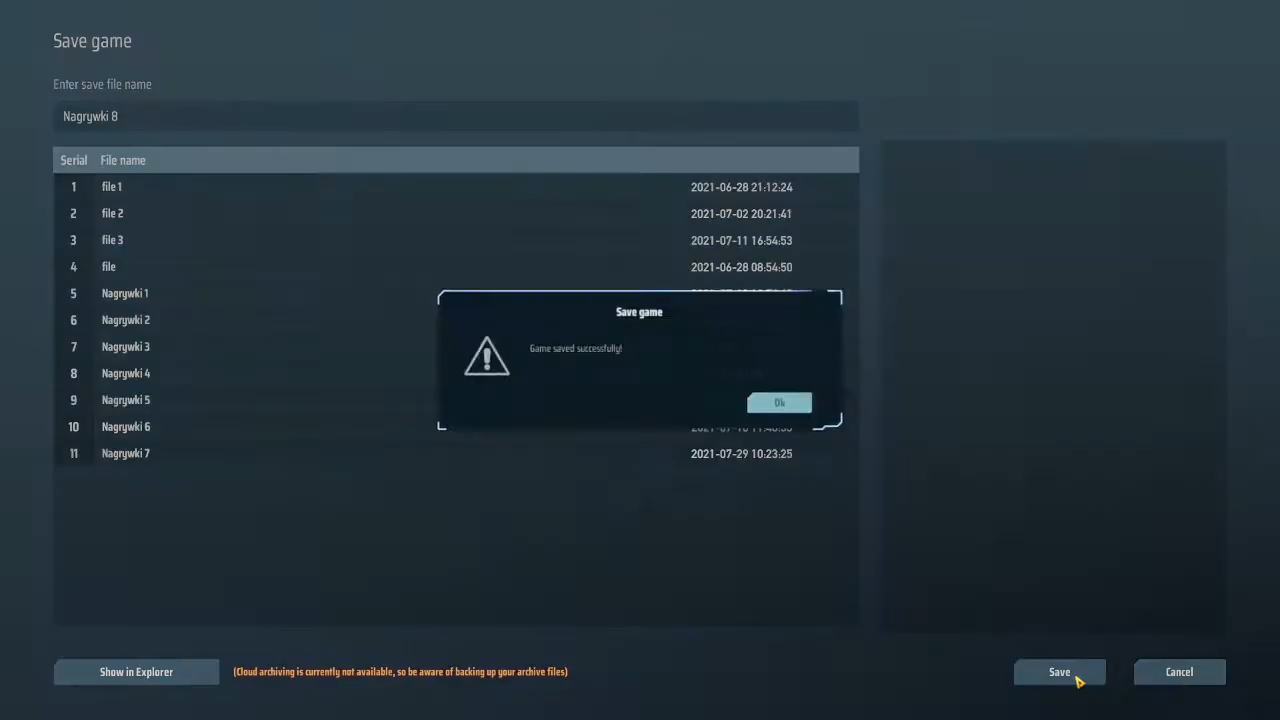 Save game
Enter save file name
Nagrywki 8
Serial File name
1 file 1 2021-06-28 21:12:24
2 file 2 2021-07-02 20:21:41
3 file 3 2021-07-11 16:54:53
4 file 2021-06-28 08:54:50
5 Nagrywki 1
Save game
6 Nagrywki 2
7 Nagrywki 3
Game saved successfully!
8 Nagrywki 4
9 Nagrywki 5
Ok
10 Nagrywki 6
11 Nagrywki 7 2021-07-29 10:23:25
Show in Explorer
(Cloud archiving is currently not available, so be aware of backing up your archive files)
Save
Cancel